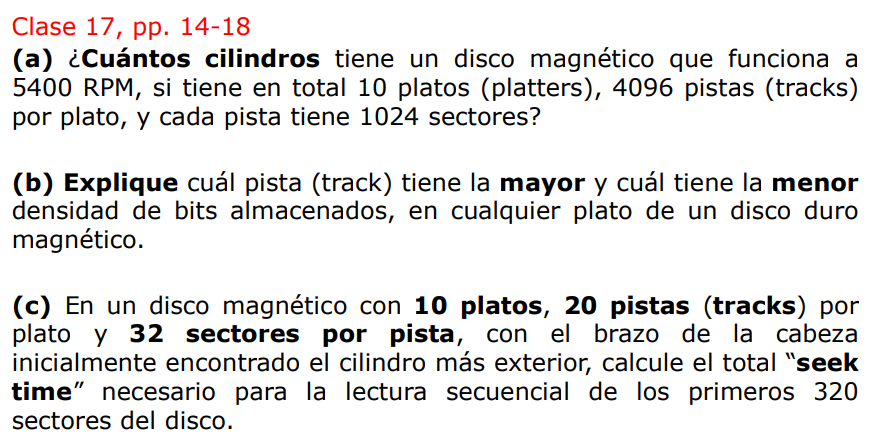 Clase 17, pp. 14-18
(a) ¿Cuántos cilindros tiene un disco magnético que funciona a
5400 RPM, si tiene en total 10 platos (platters), 4096 pistas (tracks)
por plato, y cada pista tiene 1024 sectores?
(b) Explique cuál pista (track) tiene la mayor y cuál tiene la menor
densidad de bits almacenados, en cualquier plato de un disco duro
magnético.
(c) En un disco magnético con 10 platos, 20 pistas (tracks) por
plato y 32 sectores por pista, con el brazo de la cabeza
inicialmente encontrado el cilindro más exterior, calcule el total “seek
time” necesario para la lectura secuencial de los primeros 320
sectores del disco.